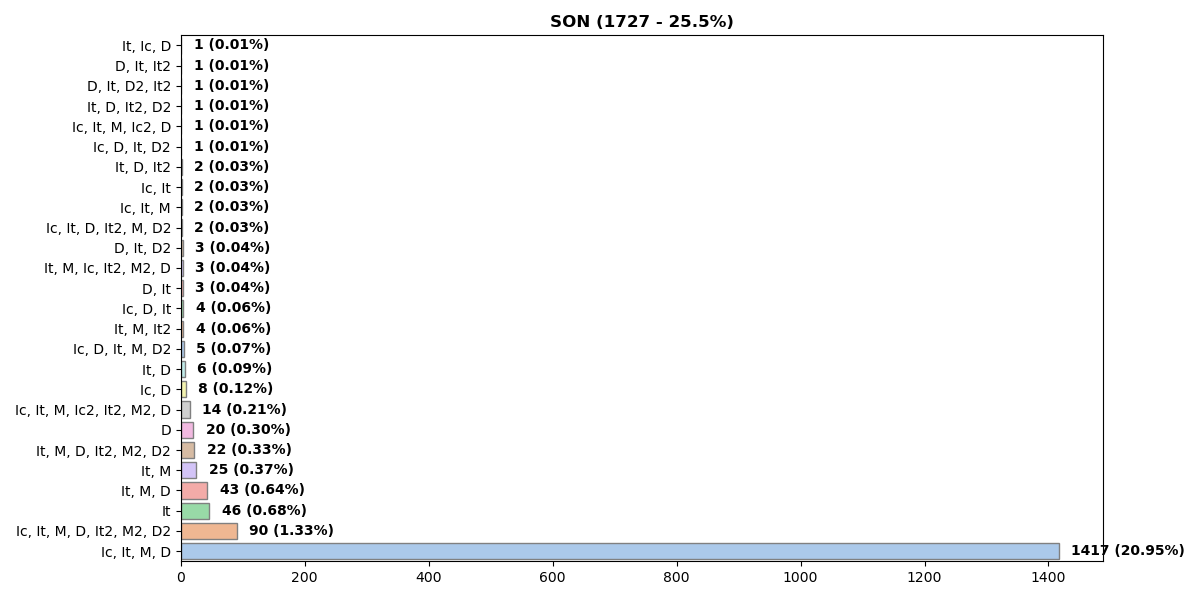 SON (1727 - 25.5%)
It, Ic, D 1 (0.01%)
D, It, It2 1 (0.01%)
D, It, D2, It2 1 (0.01%)
It, D, It2, D2 1 (0.01%)
Ic, It, M, Ic2, D 1 (0.01%)
Ic, D, It, D2 1 (0.01%)
It, D, It2 2 (0.03%)
Ic, It 2 (0.03%)
Ic, It, M 2 (0.03%)
Ic, It, D, It2, M, D2 2 (0.03%)
D, It, D2 3 (0.04%)
It, M, Ic, It2, M2, D 3 (0.04%)
D, It 3 (0.04%)
Ic, D, It 4 (0.06%)
It, M, It2 4 (0.06%)
Ic, D, It, M, D2 5 (0.07%)
It, D 6 (0.09%)
Ic, D 8 (0.12%)
Ic, It, M, Ic2, It2, M2, D 14 (0.21%)
D 20 (0.30%)
It, M, D, It2, M2, D2 22 (0.33%)
It, M 25 (0.37%)
It, M, D 43 (0.64%)
It 46 (0.68%)
Ic, It, M, D, It2, M2, D2 90 (1.33%)
Ic, It, M, D 1417 (20.95%)
0 200 400 600 800 1000 1200 1400